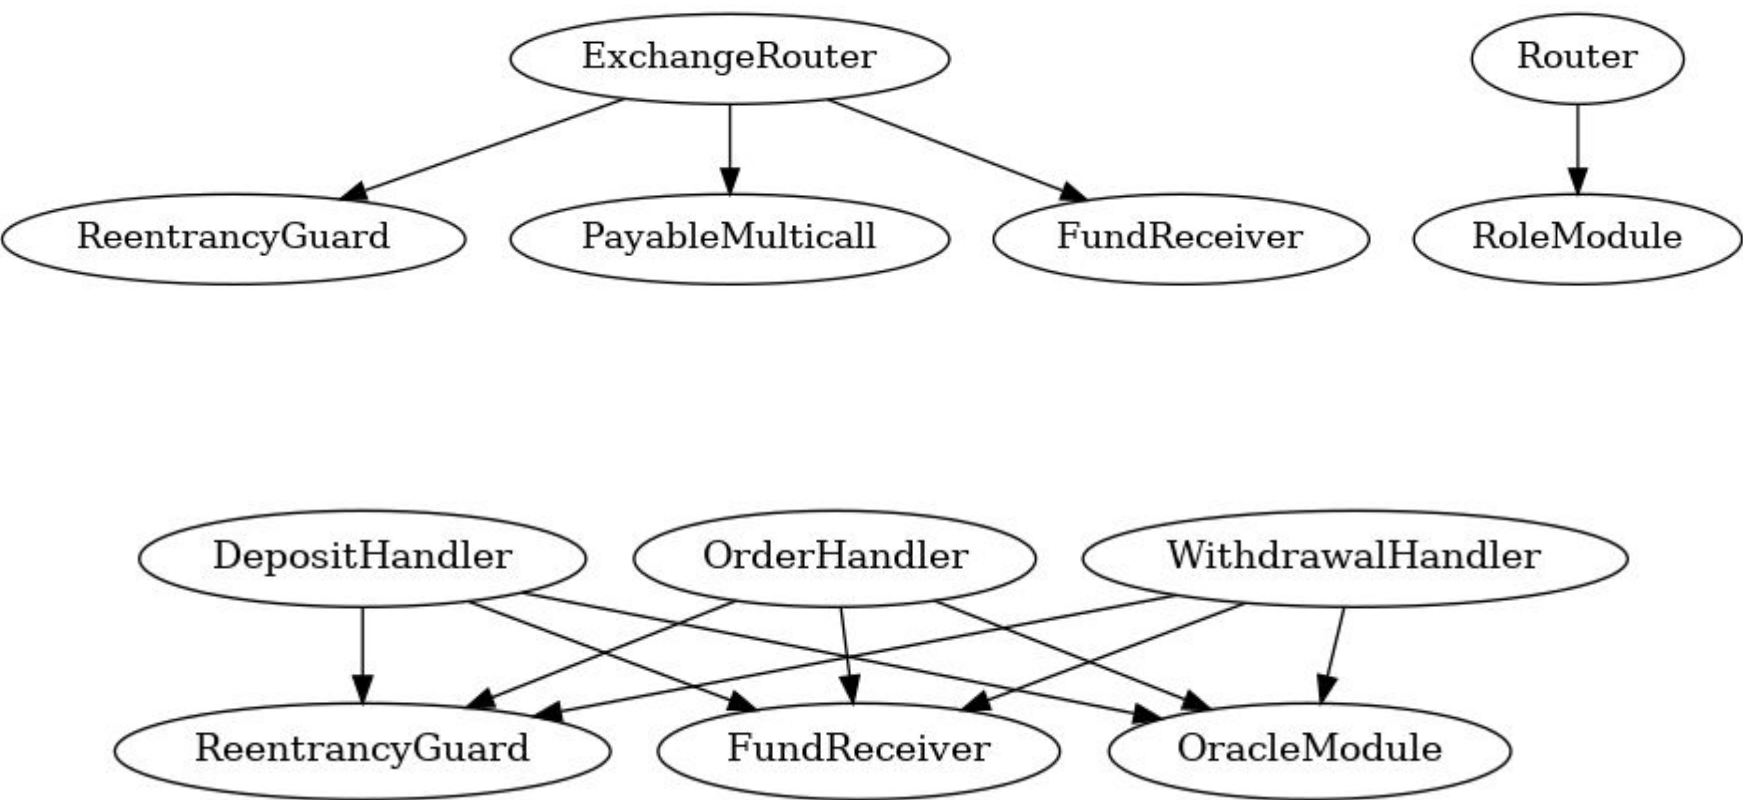 ExchangeRouter
Router
ReentrancyGuard
PayableMulticall
FundReceiver
RoleModule
DepositHandler
OrderHandler
WithdrawalHandler
ReentrancyGuard
FundReceiver
OracleModule